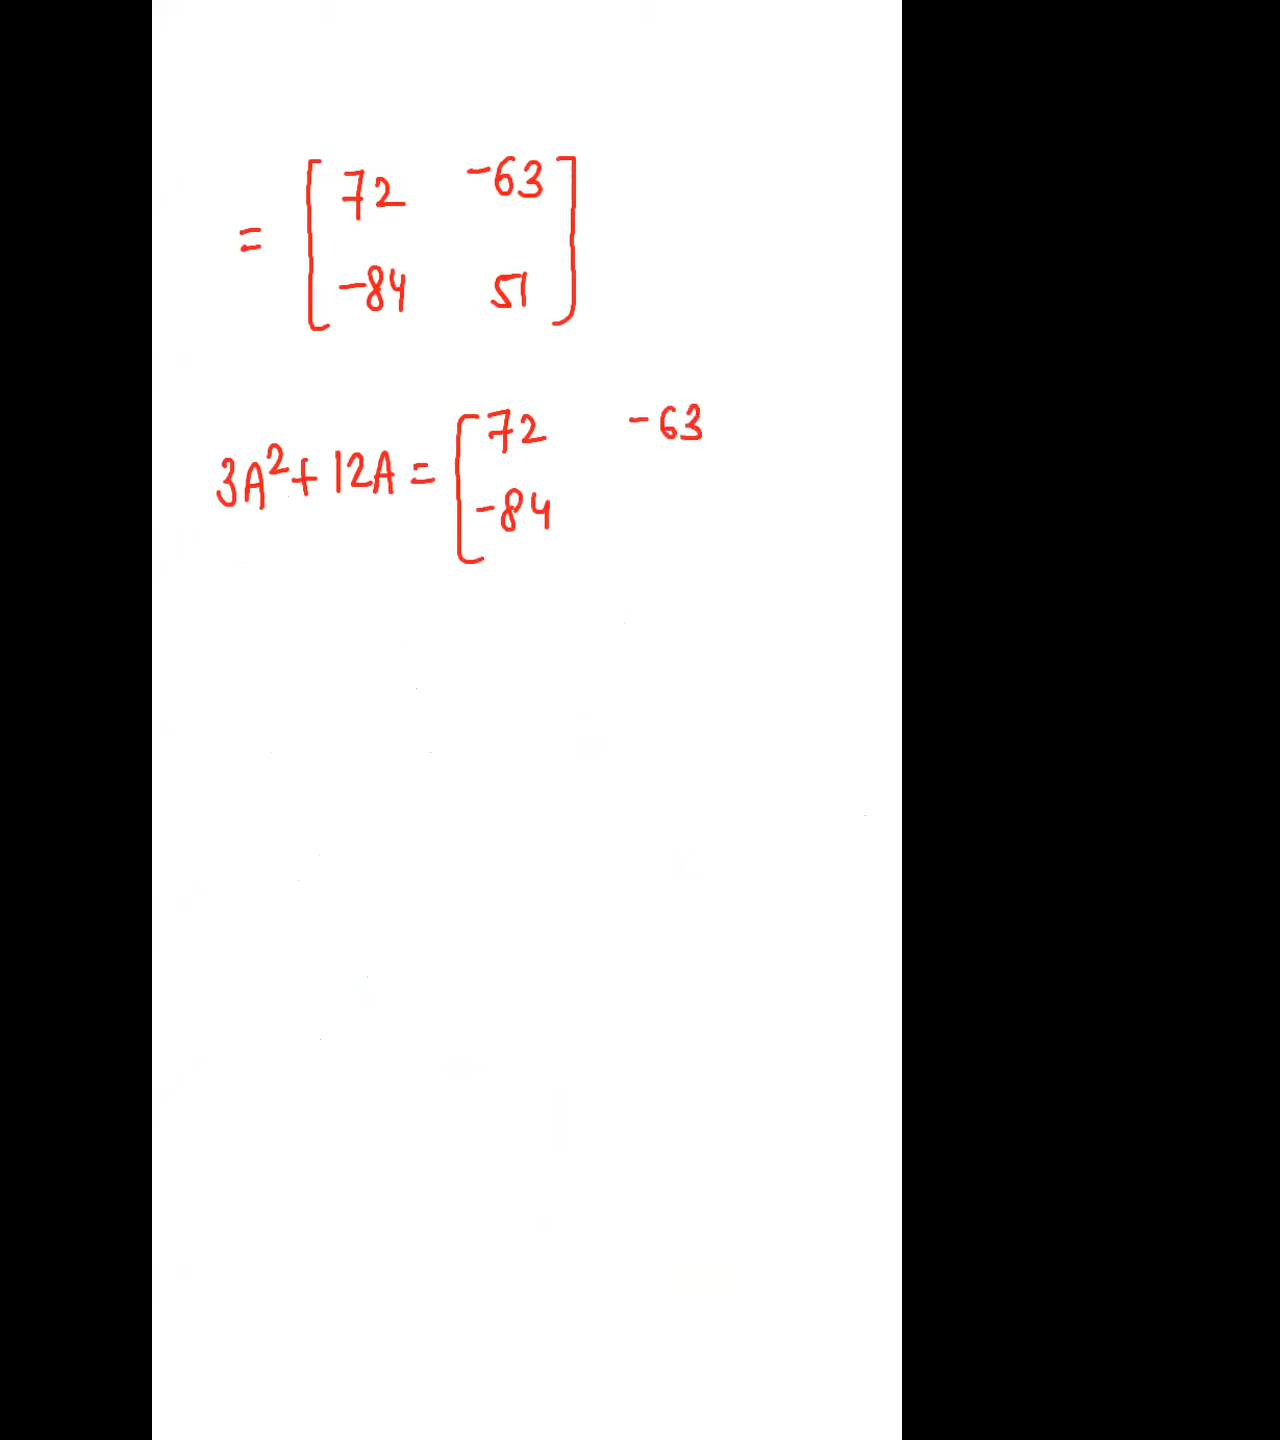 = [ 72 -63
-84 51 ]
3A² + 12A = [ 72 -63
-84